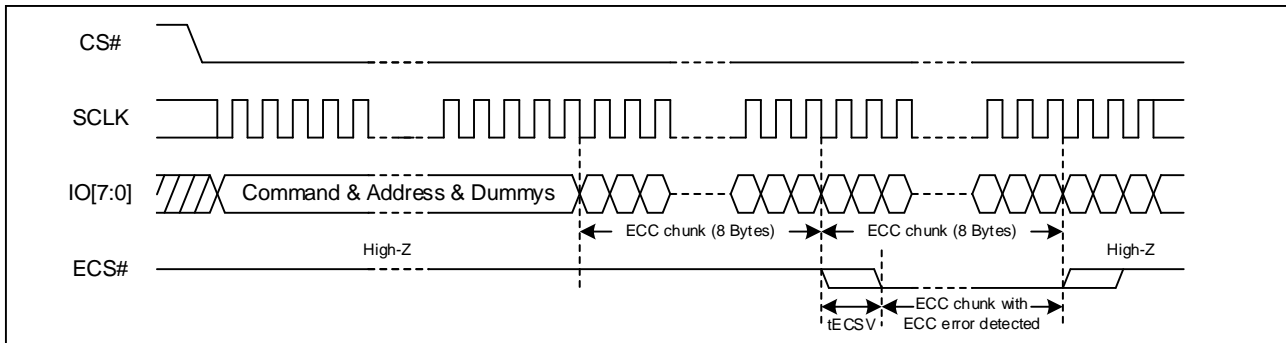 CS#
SCLK
IO[7:0]
Command & Address & Dummys
ECC chunk (8 Bytes)
ECC chunk (8 Bytes)
High-Z
High-Z
ECS#
tECSV
ECC chunk with
ECC error detected